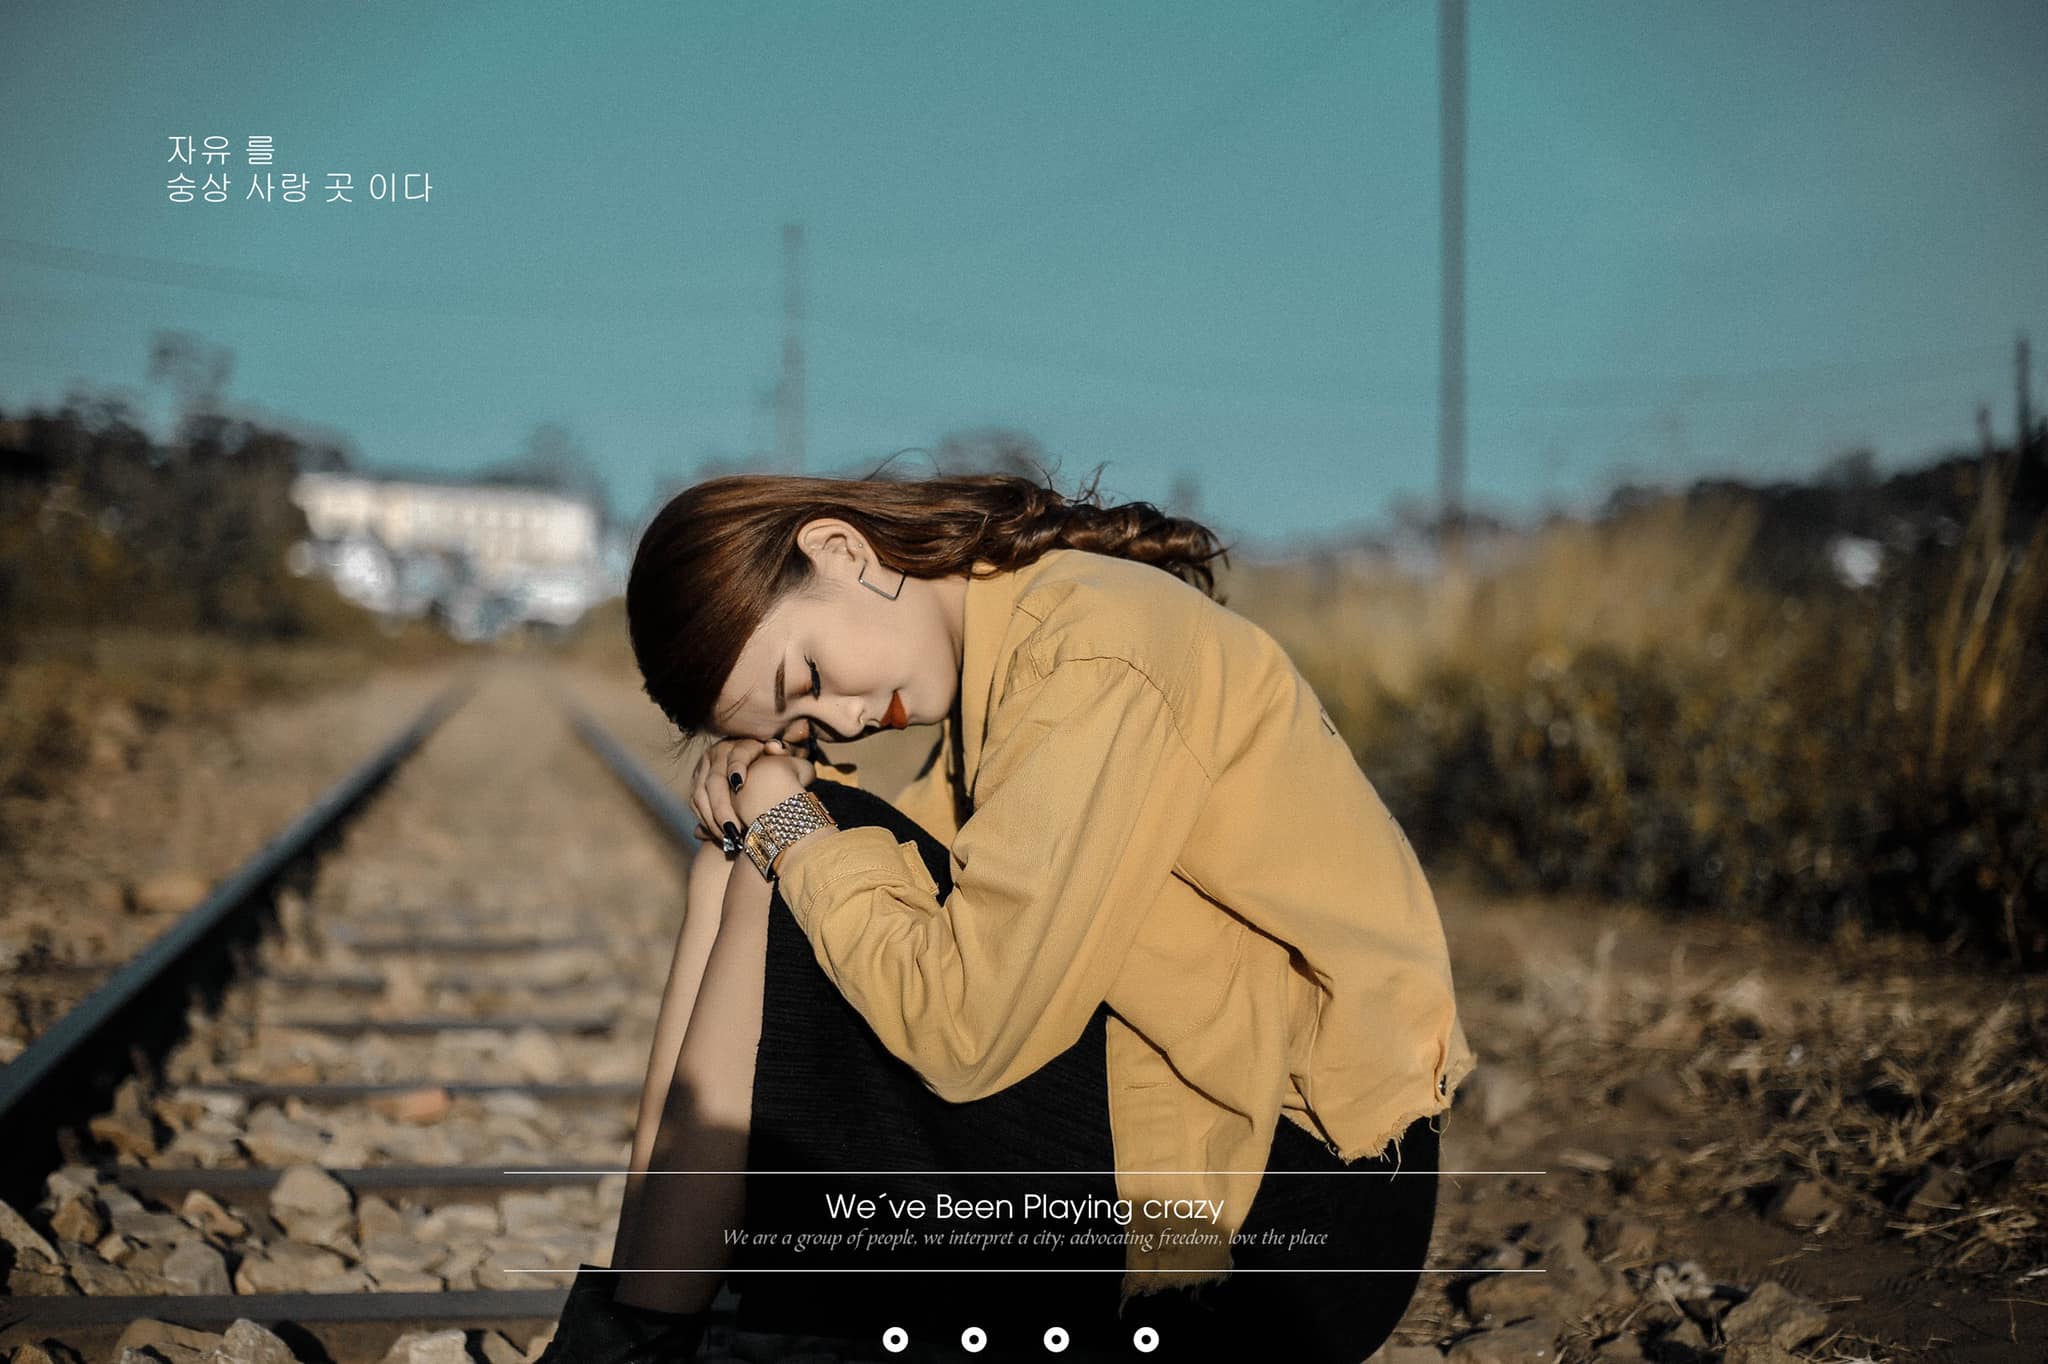 자유 를
숭상 사랑 곳 이다
We´ve Been Playing crazy
We are a group of people, we interpret a city; advocating freedom, love the place